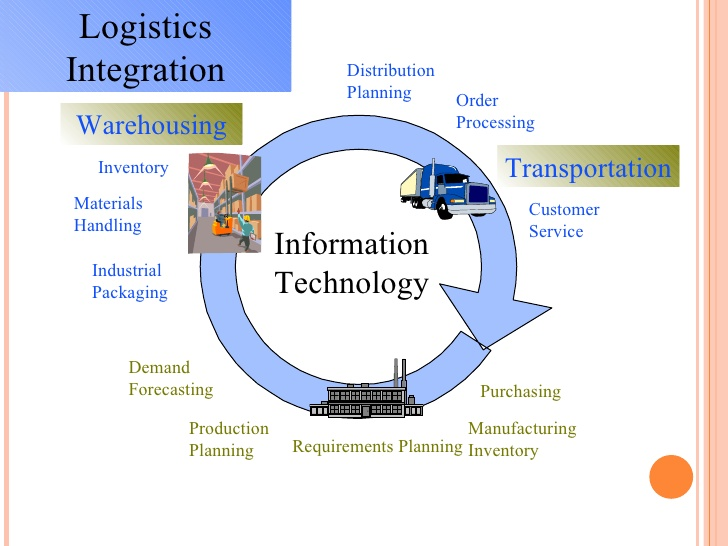 Logistics
Integration
Distribution
Planning
Order
Processing
Warehousing
Transportation
Inventory
Materials
Handling
Customer
Service
Information
Technology
Industrial
Packaging
Demand
Forecasting
Purchasing
Production
Planning
Requirements Planning
Manufacturing
Inventory